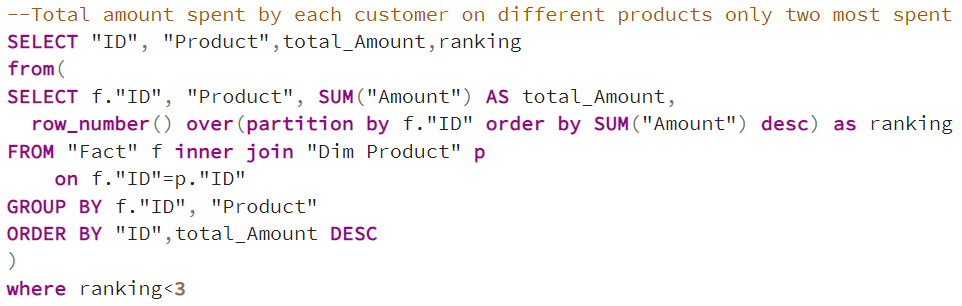 --Total amount spent by each customer on different products only two most spent
SELECT "ID", "Product",total_Amount,ranking
from(
SELECT f."ID", "Product", SUM("Amount") AS total_Amount,
  row_number() over(partition by f."ID" order by SUM("Amount") desc) as ranking
FROM "Fact" f inner join "Dim Product" p
    on f."ID"=p."ID"
GROUP BY f."ID", "Product"
ORDER BY "ID",total_Amount DESC
)
where ranking<3